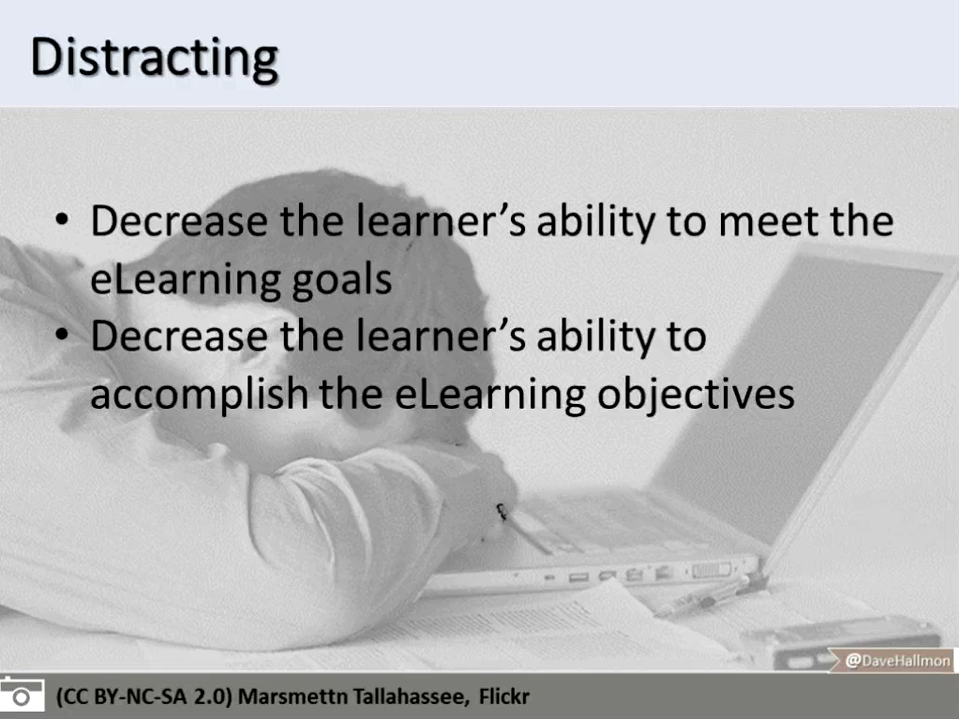 Distracting
• Decrease the learner’s ability to meet the
eLearning goals
• Decrease the learner’s ability to
accomplish the eLearning objectives
@DaveHallmon
(CC BY-NC-SA 2.0) Marsmettn Tallahassee, Flickr